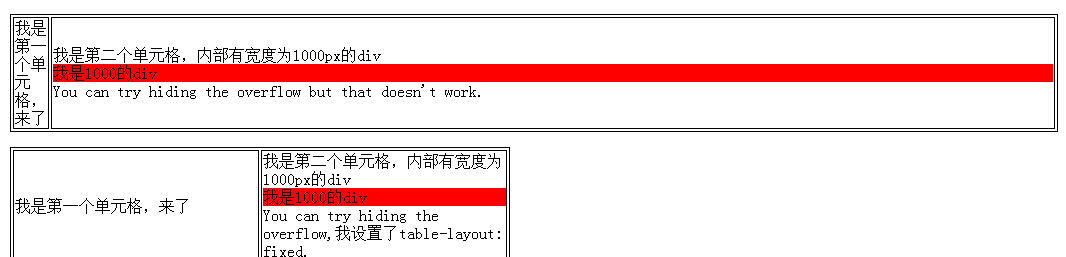 我是
第一
个单
元
格，
来了
我是第二个单元格，内部有宽度为1000px的div
我是1000的div
You can try hiding the overflow but that doesn't work.
我是第一个单元格，来了
我是第二个单元格，内部有宽度为
1000px的div
我是1000的div
You can try hiding the
overflow,我设置了table-layout:
fixed.